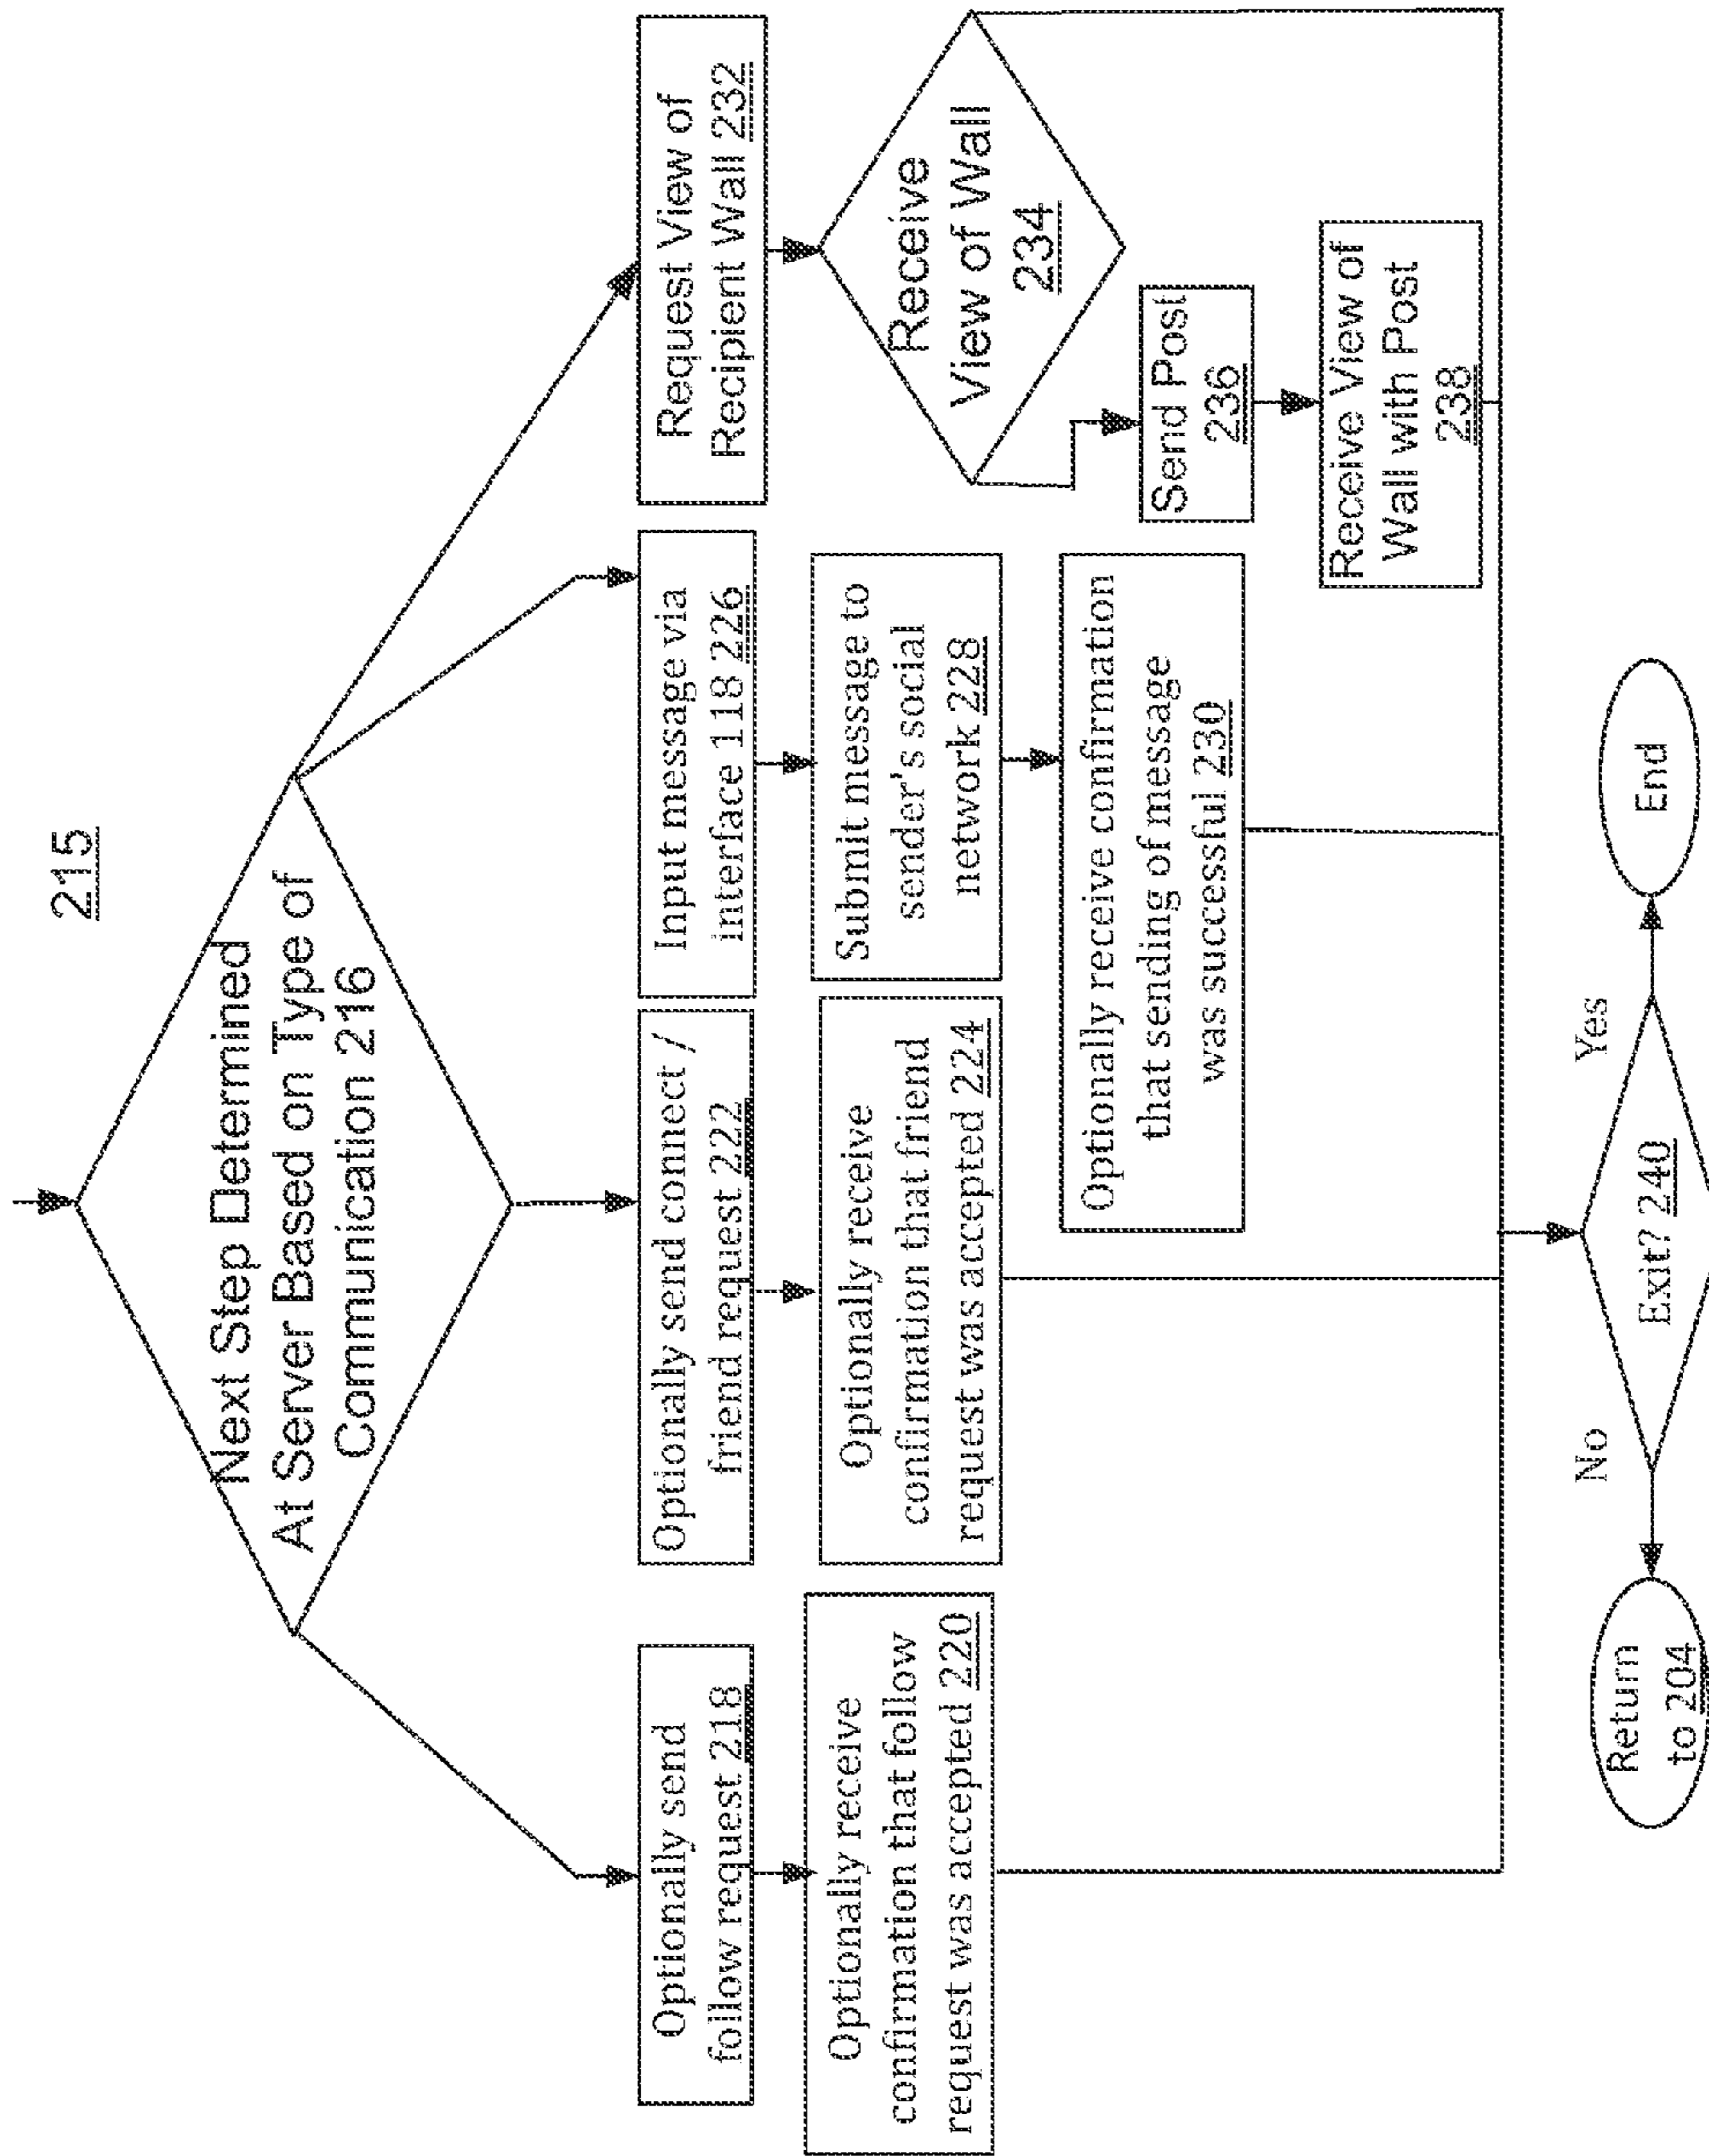 215
Next Step Determined
At Server Based on Type of
Communication 216
Optionally send
follow request 218
Optionally receive
confirmation that follow
request was accepted 220
Optionally send connect /
friend request 222
Optionally receive
confirmation that friend
request was accepted 224
Input message via
interface 118 226
Submit message to
sender's social
network 228
Optionally receive confirmation
that sending of message
was successful 230
Request View of
Recipient Wall 232
Receive
View of Wall
234
Send Post
236
Receive View of
Wall with Post
238
Exit? 240
No
Yes
Return
to 204
End